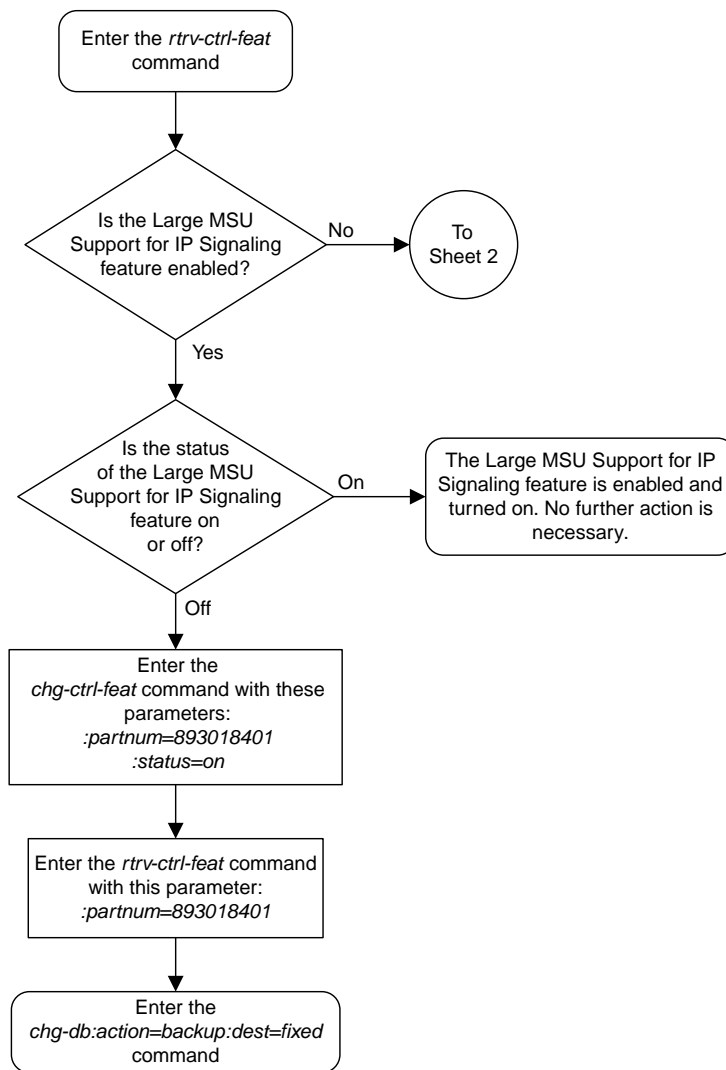 Enter the rtrv-ctrl-feat
command
Is the Large MSU
Support for IP Signaling
feature enabled?
No
To
Sheet 2
Yes
Is the status
of the Large MSU
Support for IP Signaling
feature on
or off?
On
The Large MSU Support for IP
Signaling feature is enabled and
turned on. No further action is
necessary.
Off
Enter the
chg-ctrl-feat command with these
parameters:
:partnum=893018401
:status=on
Enter the rtrv-ctrl-feat command
with this parameter:
:partnum=893018401
Enter the
chg-db:action=backup:dest=fixed
command